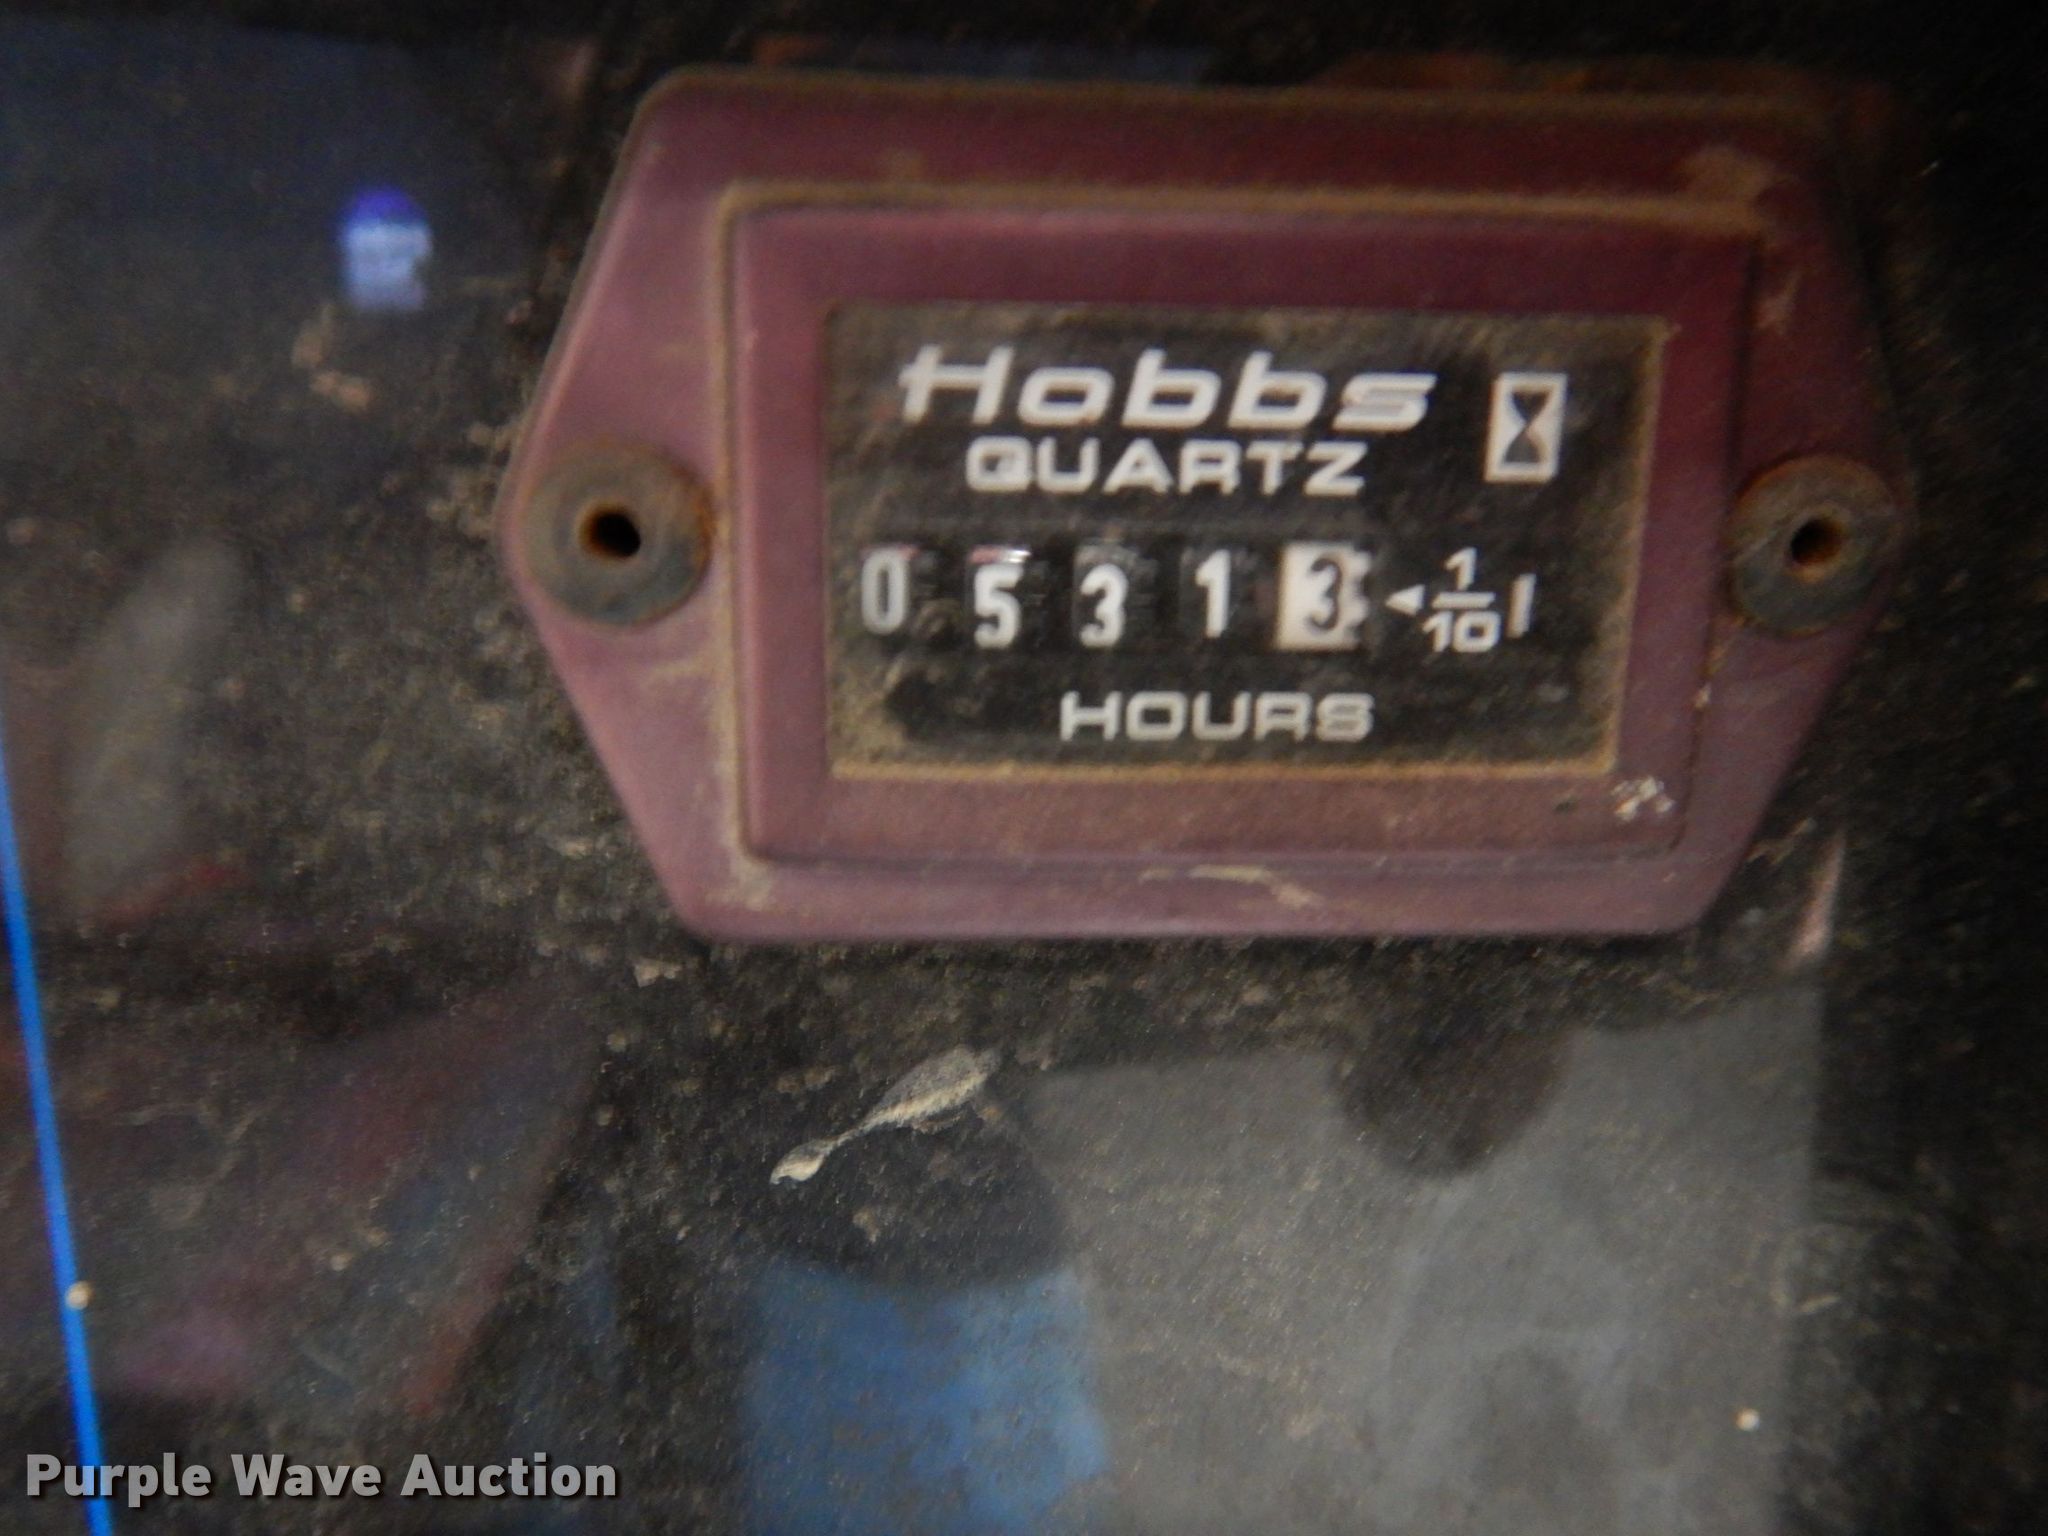 Hobbs
QUARTZ
0 5 3 1 3 ◄ 1/10
HOURS
Purple Wave Auction